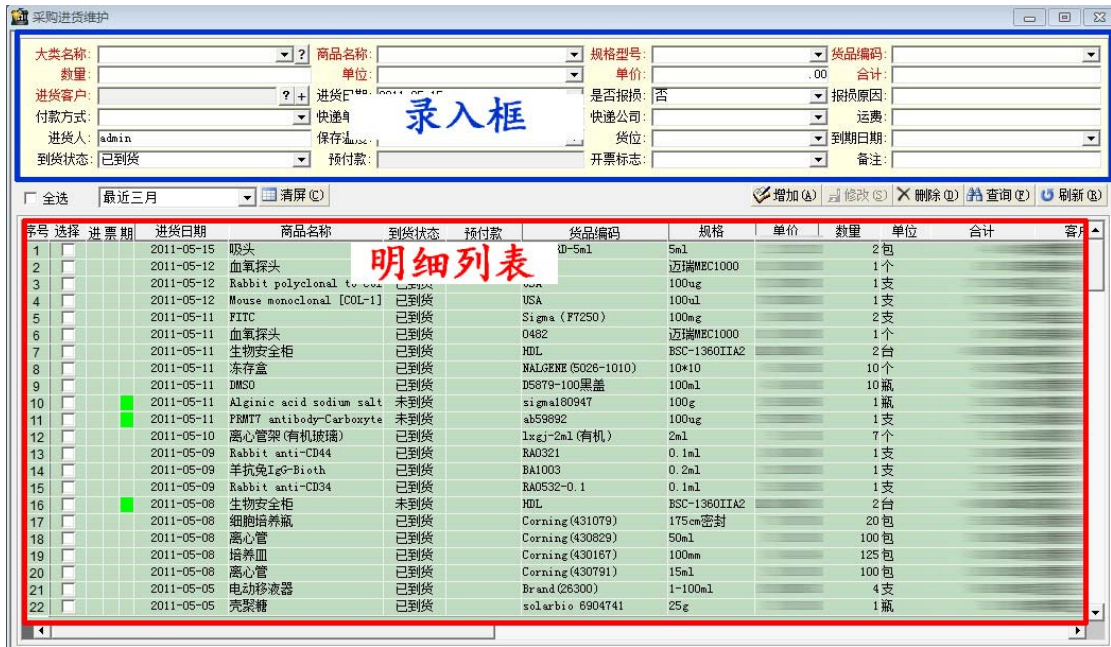 采购进货维护
大类名称: ? 商品名称: 规格型号: 货品编码:
数量: 单位: 单价: .00 合计:
进货客户: ? + 进货日期: 是否报损: 否 报损原因:
付款方式: 快递单 快递公司: 运费:
进货人: admin 保存温度: 货位: 到期日期:
到货状态: 已到货 预付款: 开票标志: 备注:
录入框
全选 最近三月 清屏(C) 增加(A) 修改(S) 删除(D) 查询(F) 刷新(R)
序号 选择 进 票 期 进货日期 商品名称 到货状态 预付款 货品编码 规格 单价 数量 单位 合计 客户
明细列表
1 2011-05-15 吸头 5ml 2 包
2 2011-05-12 血氧探头 迈瑞MEC1000 1 个
3 2011-05-12 Rabbit polyclonal to Col 已到货 USA 100ug 1 支
4 2011-05-12 Mouse monoclonal [COL-1] 已到货 USA 100ul 1 支
5 2011-05-11 FITC 已到货 Sigma (F7250) 100mg 2 支
6 2011-05-11 血氧探头 已到货 0482 迈瑞MEC1000 1 个
7 2011-05-11 生物安全柜 已到货 HDL BSC-1360IIA2 2 台
8 2011-05-11 冻存盒 已到货 NALGENE(5026-1010) 10*10 10 个
9 2011-05-11 DMSO 已到货 D5879-100黑盖 100ml 10 瓶
10 2011-05-11 Alginic acid sodium salt 未到货 sigma180947 100g 1 瓶
11 2011-05-11 PRMT7 antibody-Carboxyte 未到货 ab59892 100ug 1 支
12 2011-05-10 离心管架(有机玻璃) 已到货 lxgj-2ml(有机) 2ml 7 个
13 2011-05-09 Rabbit anti-CD44 已到货 RA0321 0.1ml 1 支
14 2011-05-09 羊抗兔IgG-Bioth 已到货 BA1003 0.2ml 1 支
15 2011-05-09 Rabbit anti-CD34 已到货 RA0532-0.1 0.1ml 1 支
16 2011-05-08 生物安全柜 未到货 HDL BSC-1360IIA2 2 台
17 2011-05-08 细胞培养瓶 已到货 Corning(431079) 175cm密封 20 包
18 2011-05-08 离心管 已到货 Corning(430829) 50ml 100 包
19 2011-05-08 培养皿 已到货 Corning(430167) 100mm 125 包
20 2011-05-08 离心管 已到货 Corning(430791) 15ml 100 包
21 2011-05-05 电动移液器 已到货 Brand(26300) 1-100ml 4 支
22 2011-05-05 壳聚糖 已到货 solarbio 6904741 25g 1 瓶